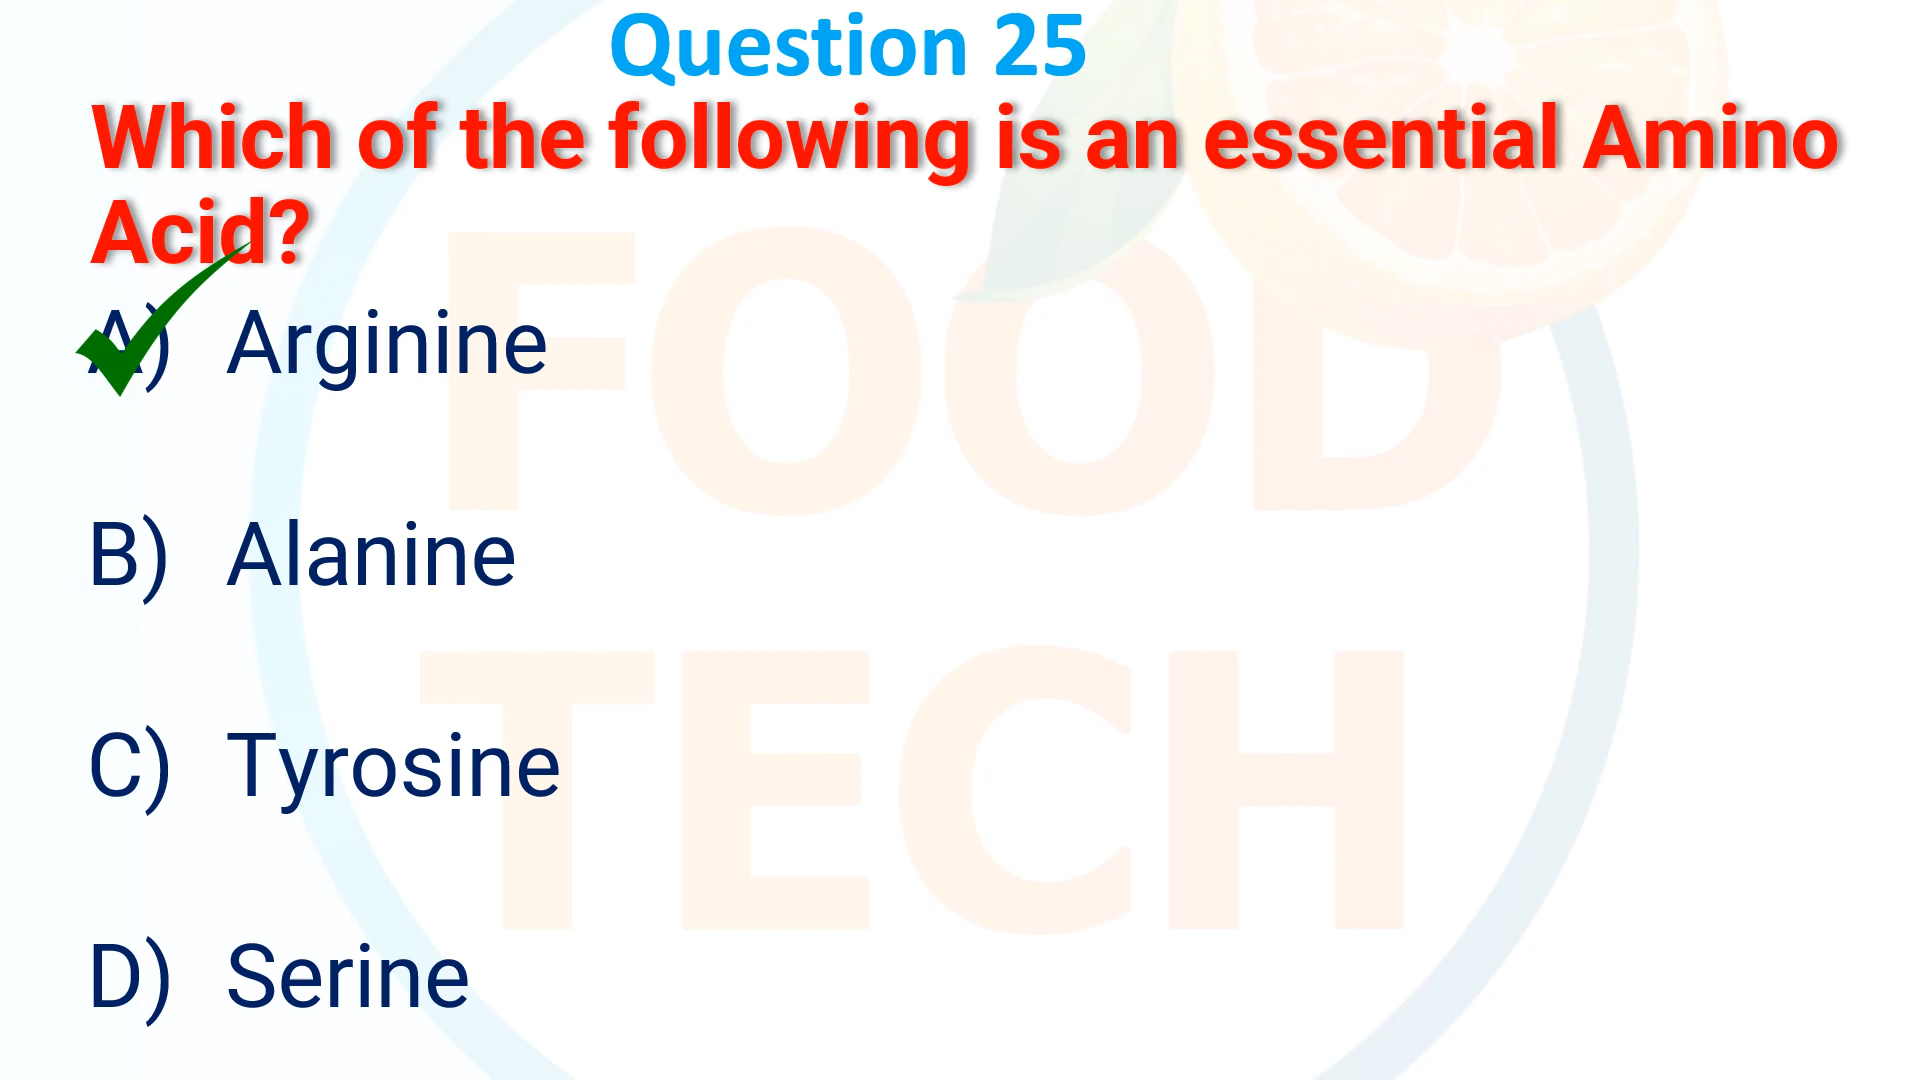 Question 25
Which of the following is an essential Amino
Acid?
A) Arginine
B) Alanine
C) Tyrosine
D) Serine
FOOD
TECH